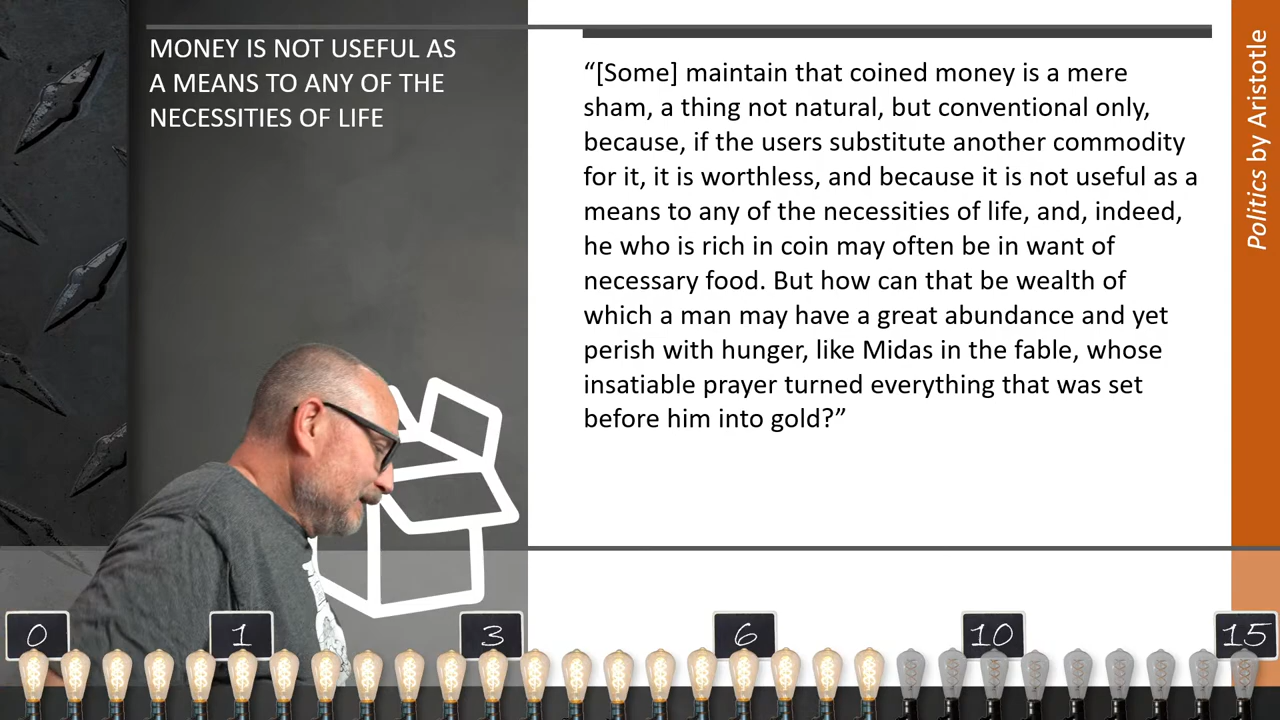 MONEY IS NOT USEFUL AS
A MEANS TO ANY OF THE
NECESSITIES OF LIFE
“[Some] maintain that coined money is a mere
sham, a thing not natural, but conventional only,
because, if the users substitute another commodity
for it, it is worthless, and because it is not useful as a
means to any of the necessities of life, and, indeed,
he who is rich in coin may often be in want of
necessary food. But how can that be wealth of
which a man may have a great abundance and yet
perish with hunger, like Midas in the fable, whose
insatiable prayer turned everything that was set
before him into gold?”
Politics by Aristotle
0 1 3 6 10 15